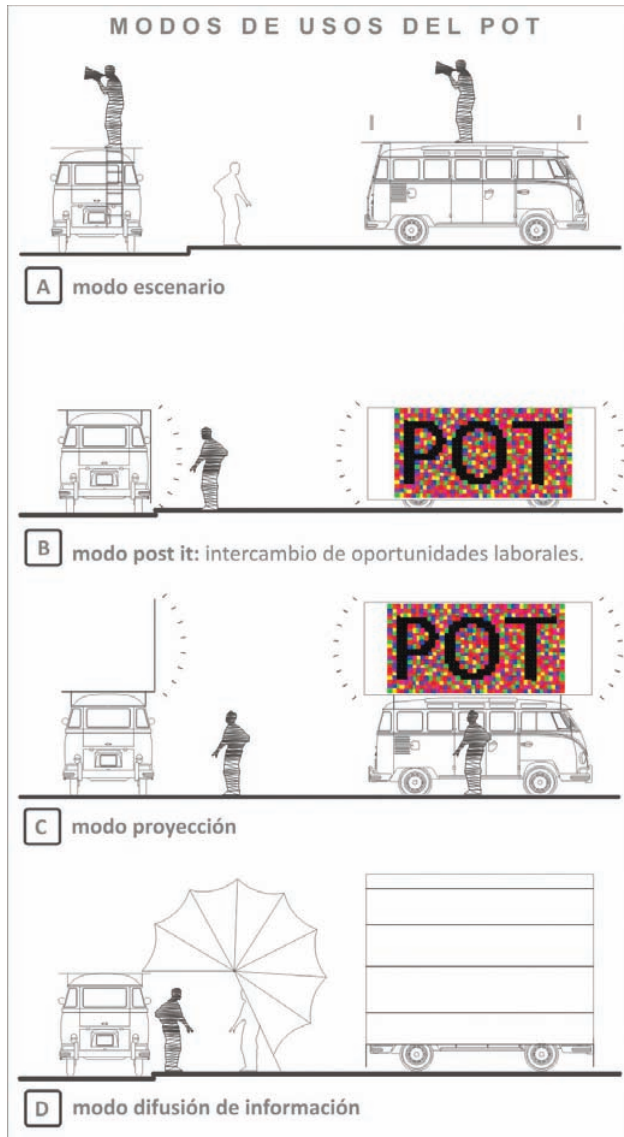 MODOS DE USOS DEL POT
A modo escenario
POT
B modo post it: intercambio de oportunidades laborales.
POT
C modo proyección
D modo difusión de información